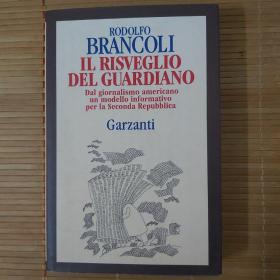 RODOLFO
BRANCOLI
IL RISVEGLIO
DEL GUARDIANO
Dal giornalismo americano
un modello informativo
per la Seconda Repubblica
Garzanti